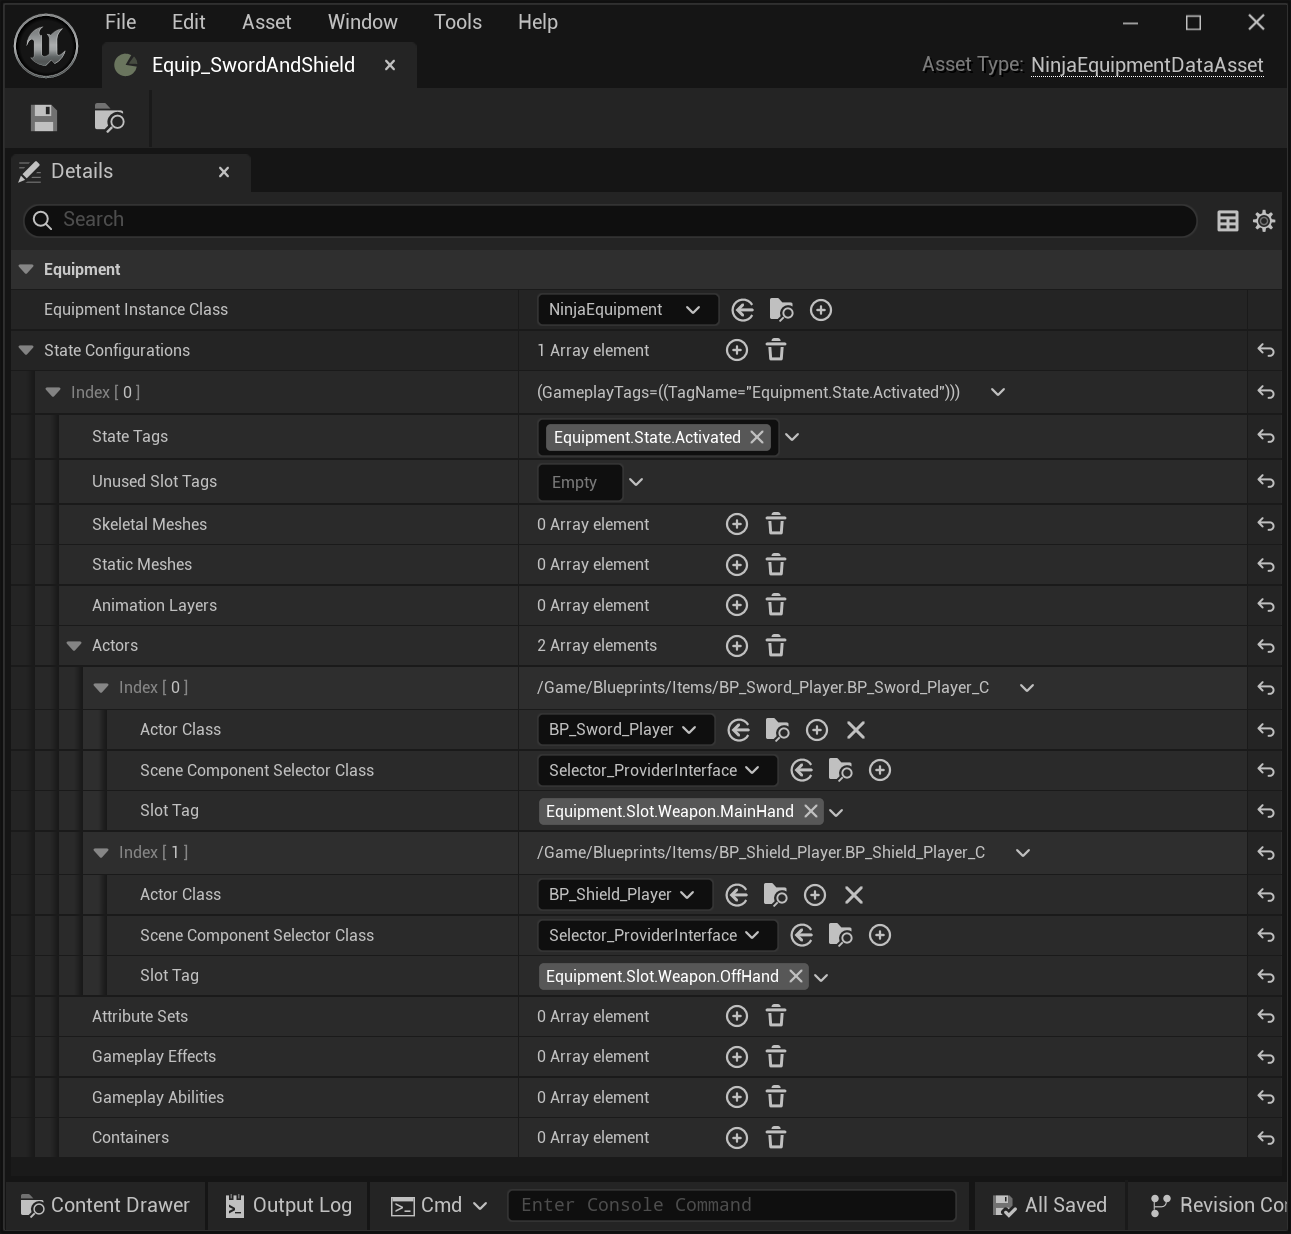 File Edit Asset Window Tools Help
Equip_SwordAndShield
Asset Type: NinjaEquipmentDataAsset
Details
Search
Equipment
Equipment Instance Class NinjaEquipment
State Configurations 1 Array element
Index [ 0 ] (GameplayTags=((TagName="Equipment.State.Activated")))
State Tags Equipment.State.Activated
Unused Slot Tags Empty
Skeletal Meshes 0 Array element
Static Meshes 0 Array element
Animation Layers 0 Array element
Actors 2 Array elements
Index [ 0 ] /Game/Blueprints/Items/BP_Sword_Player.BP_Sword_Player_C
Actor Class BP_Sword_Player
Scene Component Selector Class Selector_ProviderInterface
Slot Tag Equipment.Slot.Weapon.MainHand
Index [ 1 ] /Game/Blueprints/Items/BP_Shield_Player.BP_Shield_Player_C
Actor Class BP_Shield_Player
Scene Component Selector Class Selector_ProviderInterface
Slot Tag Equipment.Slot.Weapon.OffHand
Attribute Sets 0 Array element
Gameplay Effects 0 Array element
Gameplay Abilities 0 Array element
Containers 0 Array element
Content Drawer Output Log Cmd Enter Console Command All Saved Revision Co